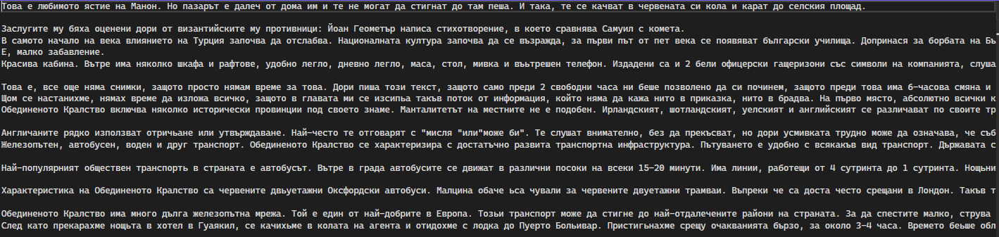 Това е любимото ястие на Манон. Но пазарът е далеч от дома им и те не могат да стигнат до там пеша. И така, те се качват в червената си кола и карат до селския площад.
Заслугите му бяха оценени дори от византийските му противници: Йоан Геометър написа стихотворение, в което сравнява Самуил с комета.
В самото начало на века влиянието на Турция започва да отслабва. Националната култура започва да се възражда, за първи път от пет века се появяват български училища. Допринася за борбата на Бъ
Е, малко забавление.
Красива кабина. Вътре има няколко шкафа и рафтове, удобно легло, дневно легло, маса, стол, мивка и въьтрешен телефон. Издадени са и 2 бели офицерски гащеризони със символи на компанията, слуша
Това е, все още няма снимки, защото просто нямам време за това. Дори пиша този текст, защото само преди 2 свободни часа ни беше позволено да си починем, защото преди това има 6-часова смяна и
Щом се настанихме, нямах време да изложа всичко, защото в главата ми се изсипьа такъв поток от информация, който няма да кажа нито в приказка, нито в брадва. На първо място, абсолютно всички к
Обединеното Кралство включва няколко исторически провинции под своето знаме. Манталитетът на местните не е подобен. Ирландският, шотландският, уелският и английският се различават по своите тр
Англичаните рядко използват отричьане или утвърждаване. Най-често те отговарят с "мисля "или"може би". Те слушат внимателно, без да прекъсват, но дори усмивката трудно може да означава, че съб
Железопътен, автобусен, воден и друг транспорт. Обединеното Кралство се характеризира с достатъчно развита транспортна инфраструктура. Пътуването е удобно с всякакъв вид транспорт. Държавата с
Най-популярният обществен транспорть в страната е автобусът. Вътре в града автобусите се движат в различни посоки на всеки 15-20 минути. Има линии, работещи от 4 сутринта до 1 сутринта. Нощьни
Характеристика на Обединеното Кралство са червените двьуетажни Оксфордски автобуси. Малцина обаче ьса чували за червените двуетажни трамваи. Въпреки че са доста често срещани в Лондон. Такъв т
Обединеното Кралство има много дълга железопътна мрежа. Той е един от най-добрите в Европа. Тозьи транспорт може да стигне до най-отдалечените райони на страната. За да спестите малко, струва
След като прекарахме нощьта в хотел в Гуаякил, се качихьме в колата на агента и отидохме с лодка до Пуерто Больивар. Пристигьнахме срещу очакванията бързо, за около 3-4 часа. Времето беьше обл